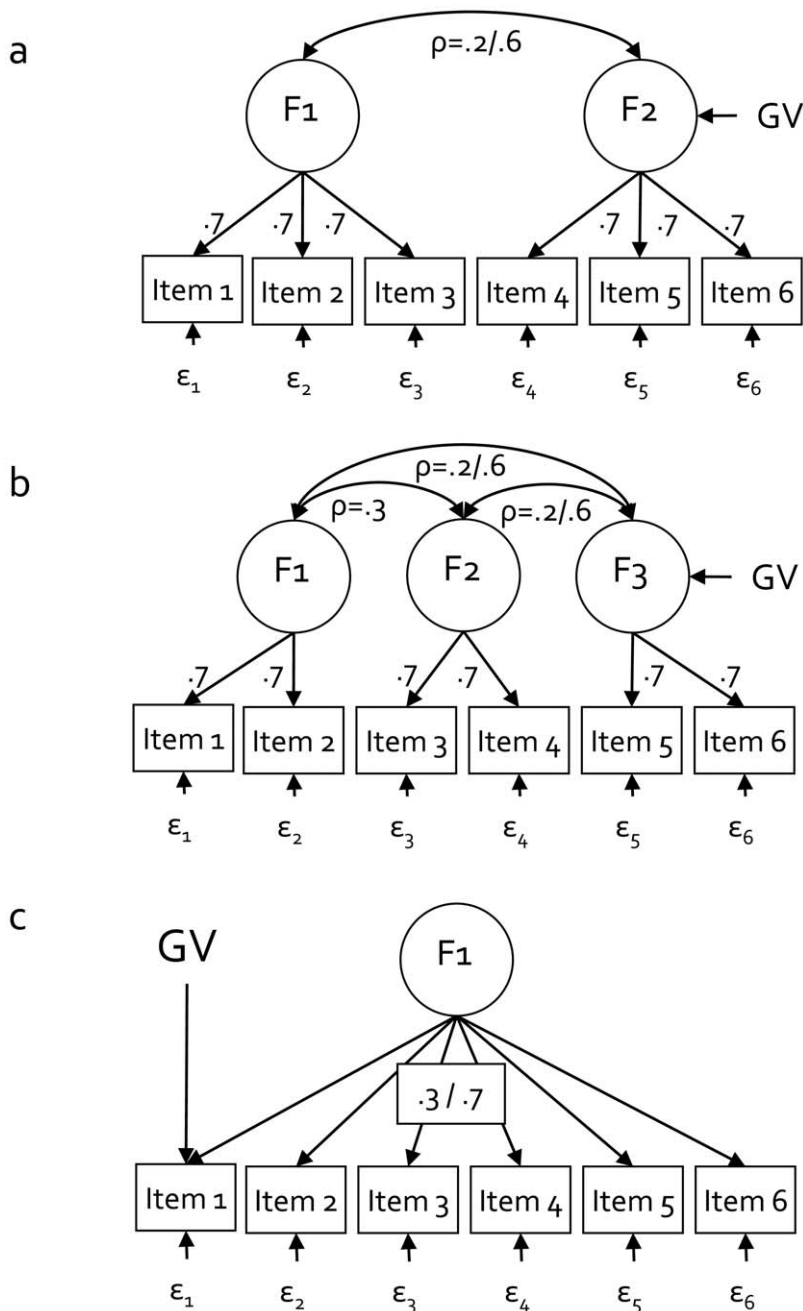 a
ρ=.2/.6
F1 F2 GV
.7 .7 .7 .7 .7 .7
Item 1 Item 2 Item 3 Item 4 Item 5 Item 6
ε1 ε2 ε3 ε4 ε5 ε6
b
ρ=.2/.6
ρ=.3 ρ=.2/.6
F1 F2 F3 GV
.7 .7 .7 .7 .7 .7
Item 1 Item 2 Item 3 Item 4 Item 5 Item 6
ε1 ε2 ε3 ε4 ε5 ε6
c
GV F1
.3 / .7
Item 1 Item 2 Item 3 Item 4 Item 5 Item 6
ε1 ε2 ε3 ε4 ε5 ε6